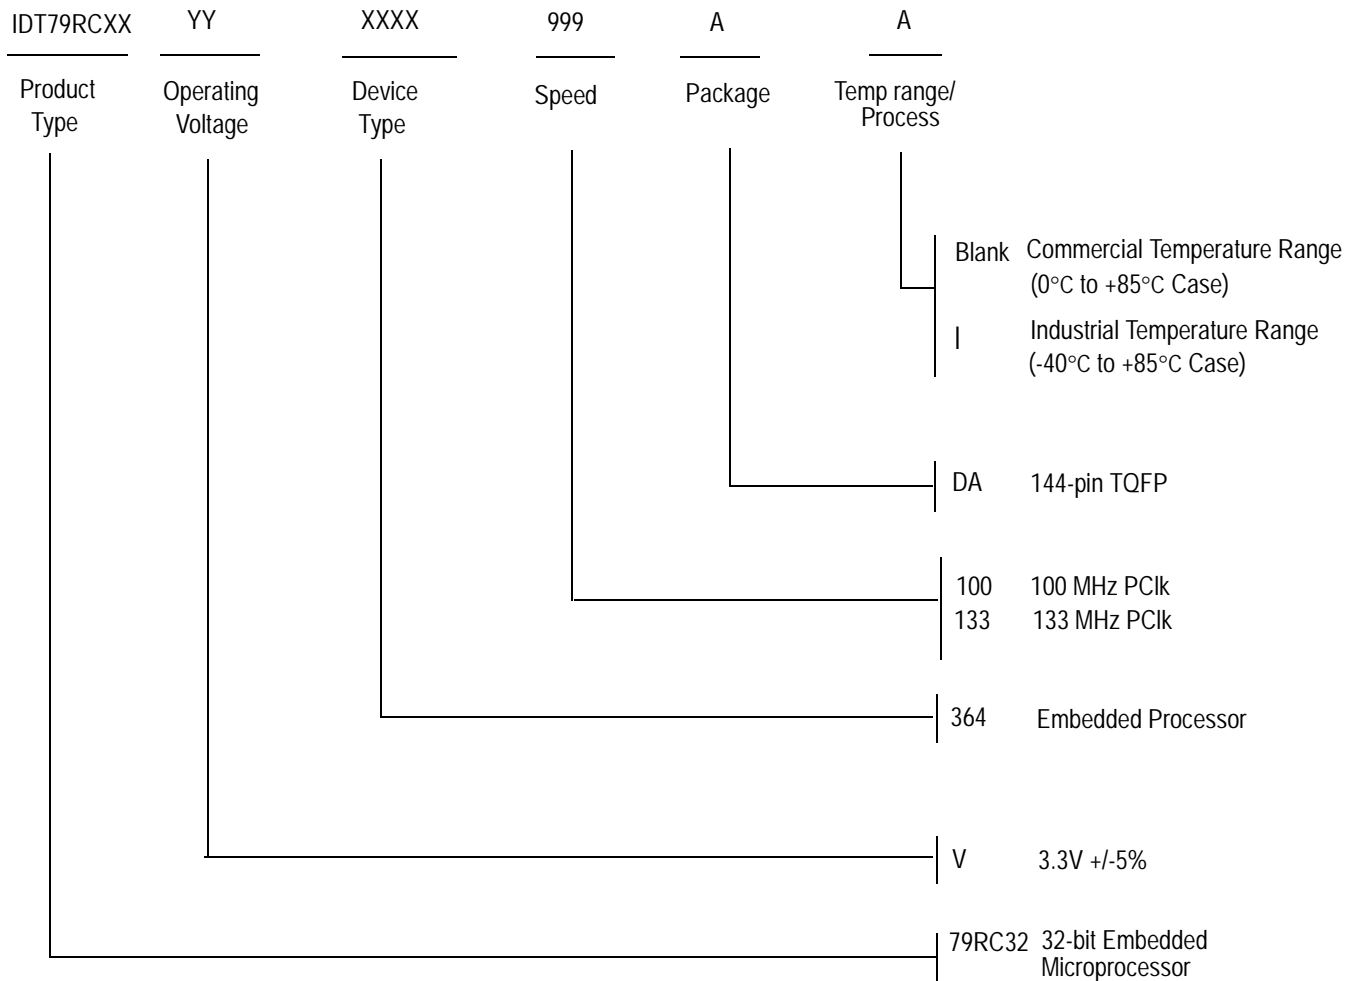 IDT79RCXX YY XXXX 999 A A
Product Type
Operating Voltage
Device Type
Speed
Package
Temp range/
Process
Blank Commercial Temperature Range
(0°C to +85°C Case)
I Industrial Temperature Range
(-40°C to +85°C Case)
DA 144-pin TQFP
100 100 MHz PClk
133 133 MHz PClk
364 Embedded Processor
V 3.3V +/-5%
79RC32 32-bit Embedded
Microprocessor